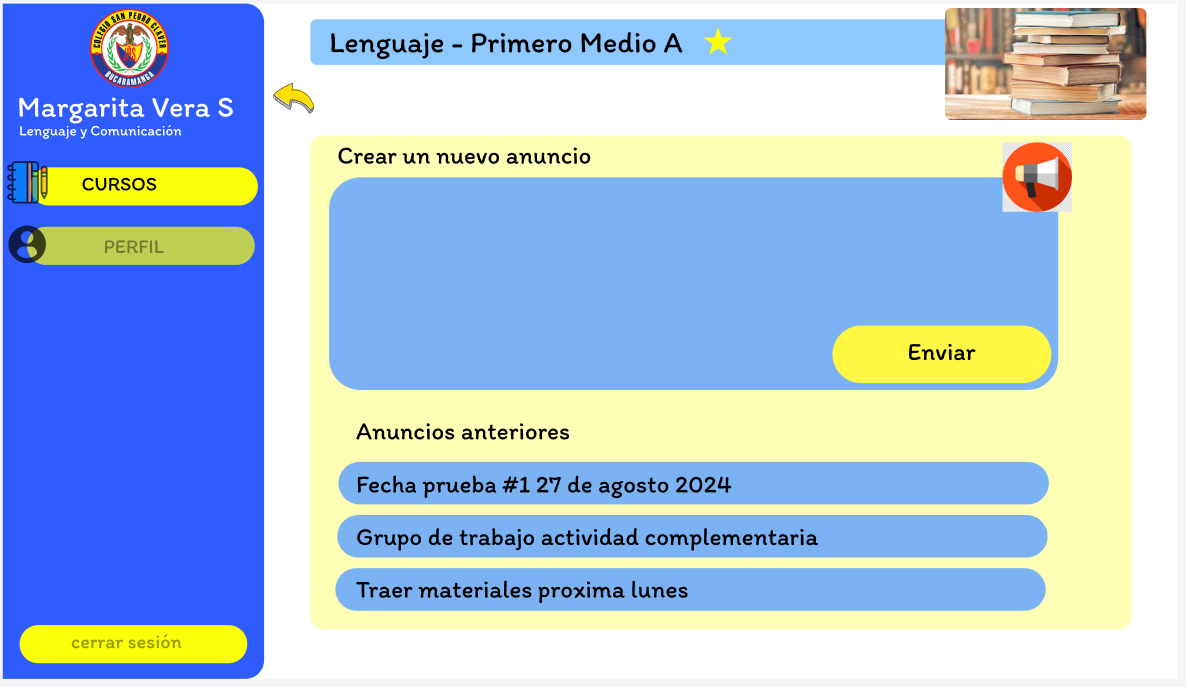 COLEGIO SAN PEDRO CLAVER
BUCARAMANGA
Margarita Vera S
Lenguaje y Comunicación
CURSOS
PERFIL
cerrar sesión
Lenguaje - Primero Medio A
Crear un nuevo anuncio
Enviar
Anuncios anteriores
Fecha prueba #1 27 de agosto 2024
Grupo de trabajo actividad complementaria
Traer materiales proxima lunes